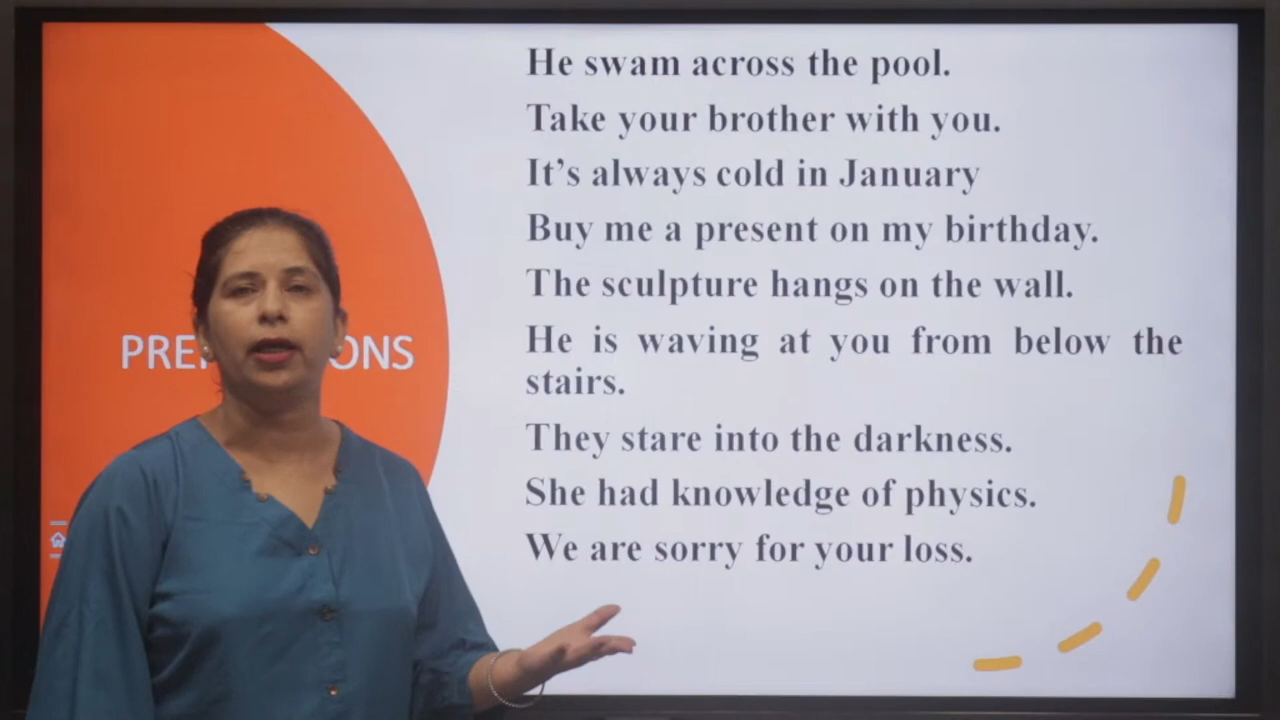 He swam across the pool.
Take your brother with you.
It's always cold in January
Buy me a present on my birthday.
The sculpture hangs on the wall.
He is waving at you from below the
stairs.
They stare into the darkness.
She had knowledge of physics.
We are sorry for your loss.